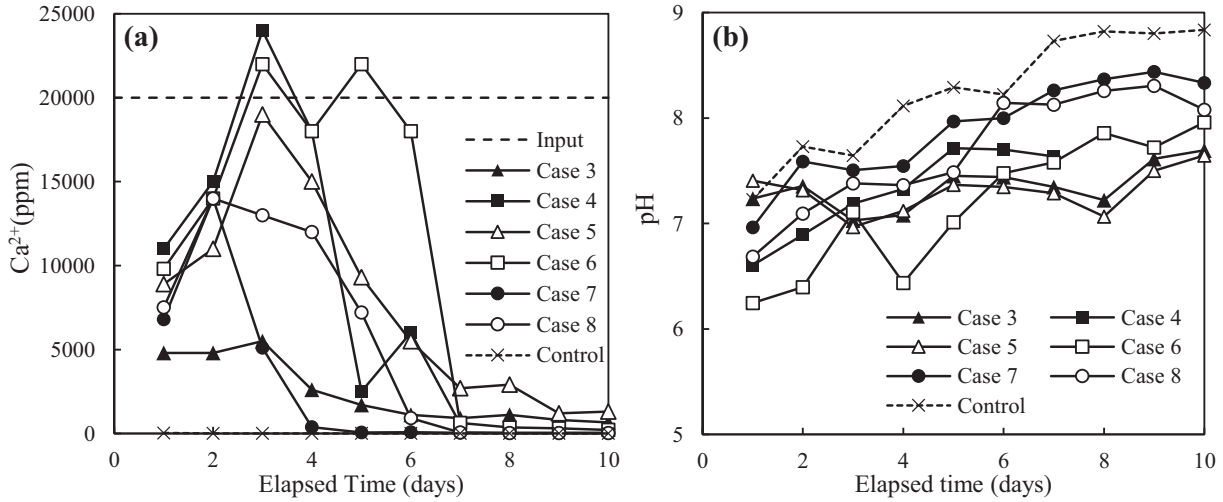 (a)
Ca²⁺(ppm)
25000
20000
15000
10000
5000
0
0 2 4 6 8 10
Elapsed Time (days)
Input
Case 3
Case 4
Case 5
Case 6
Case 7
Case 8
Control
(b)
pH
9
8
7
6
5
0 2 4 6 8 10
Elapsed time (days)
Case 3 Case 4
Case 5 Case 6
Case 7 Case 8
Control